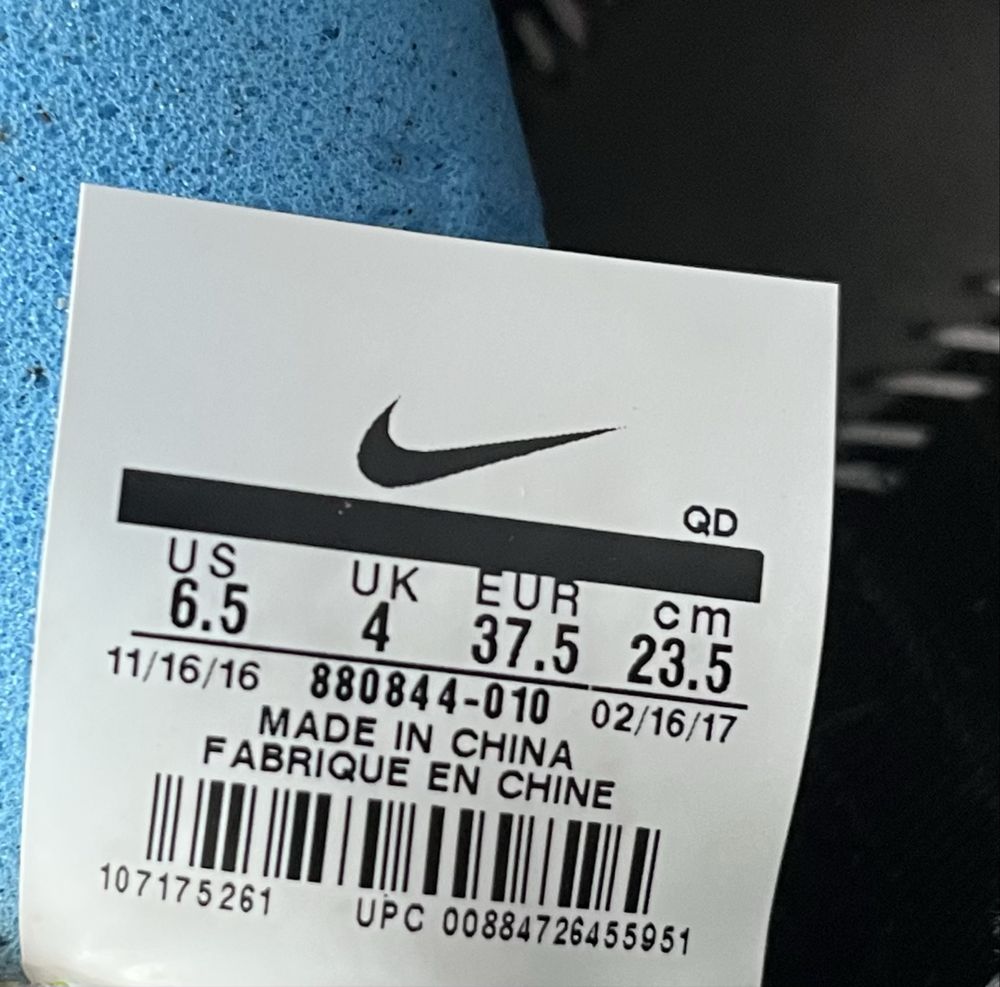 QD
US UK EUR cm
6.5 4 37.5 23.5
11/16/16 880844-010 02/16/17
MADE IN CHINA
FABRIQUE EN CHINE
107175261 UPC 00884726455951